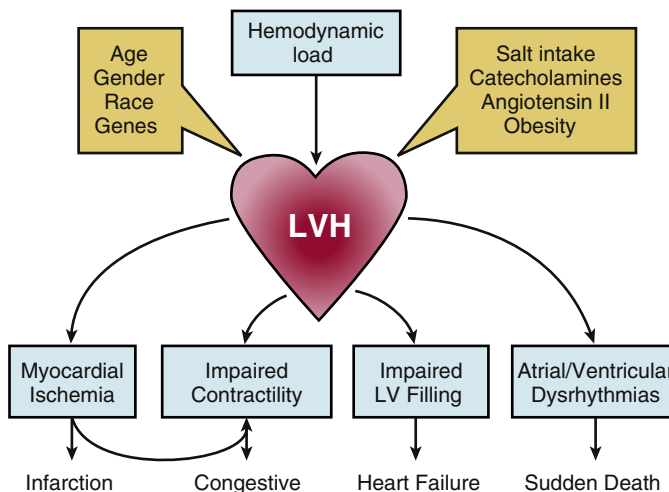 Hemodynamic
load
Age
Gender
Race
Genes
Salt intake
Catecholamines
Angiotensin II
Obesity
LVH
Myocardial
Ischemia
Impaired
Contractility
Impaired
LV Filling
Atrial/Ventricular
Dysrhythmias
Infarction
Congestive
Heart Failure
Sudden Death